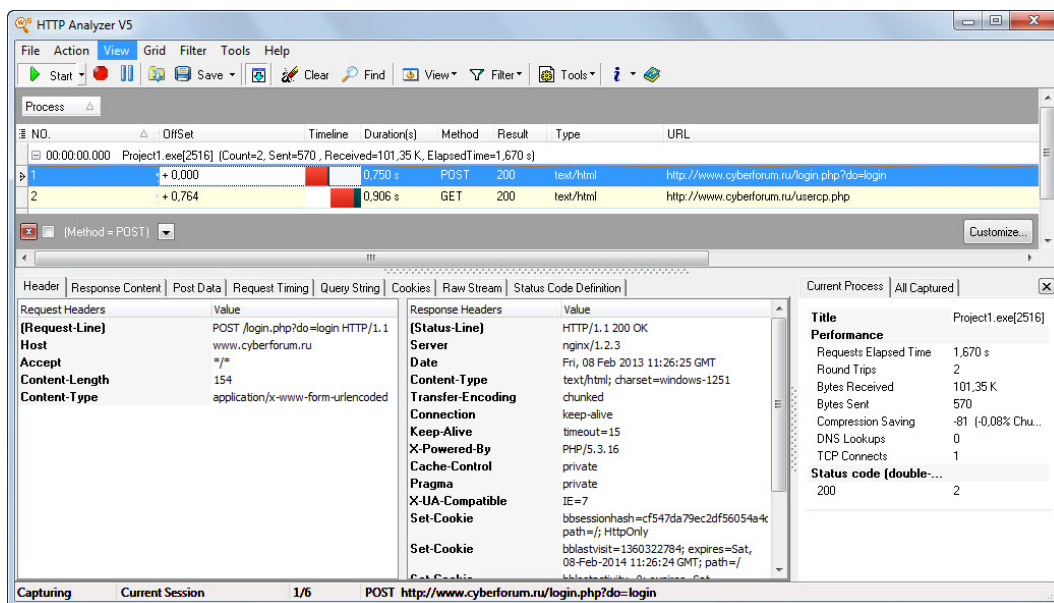 HTTP Analyzer V5
File Action View Grid Filter Tools Help
Start Save Clear Find View Filter Tools
Process
NO. OffSet Timeline Duration(s) Method Result Type URL
00:00:00.000 Project1.exe[2516] (Count=2, Sent=570 , Received=101,35 K, ElapsedTime=1,670 s)
1 + 0,000 0,750 s POST 200 text/html http://www.cyberforum.ru/login.php?do=login
2 + 0,764 0,906 s GET 200 text/html http://www.cyberforum.ru/usercp.php
(Method = POST) Customize...
Header Response Content Post Data Request Timing Query String Cookies Raw Stream Status Code Definition
Request Headers Value
(Request-Line) POST /login.php?do=login HTTP/1.1
Host www.cyberforum.ru
Accept */*
Content-Length 154
Content-Type application/x-www-form-urlencoded
Response Headers Value
(Status-Line) HTTP/1.1 200 OK
Server nginx/1.2.3
Date Fri, 08 Feb 2013 11:26:25 GMT
Content-Type text/html; charset=windows-1251
Transfer-Encoding chunked
Connection keep-alive
Keep-Alive timeout=15
X-Powered-By PHP/5.3.16
Cache-Control private
Pragma private
X-UA-Compatible IE=7
Set-Cookie bbsessionhash=cf547da79ec2df56054a4c
path=/; HttpOnly
Set-Cookie bblastvisit=1360322784; expires=Sat,
08-Feb-2014 11:26:24 GMT; path=/
Current Process All Captured
Title Project1.exe[2516]
Performance
Requests Elapsed Time 1,670 s
Round Trips 2
Bytes Received 101,35 K
Bytes Sent 570
Compression Saving -81 (-0,08% Chu...
DNS Lookups 0
TCP Connects 1
Status code (double-...
200 2
Capturing Current Session 1/6 POST http://www.cyberforum.ru/login.php?do=login